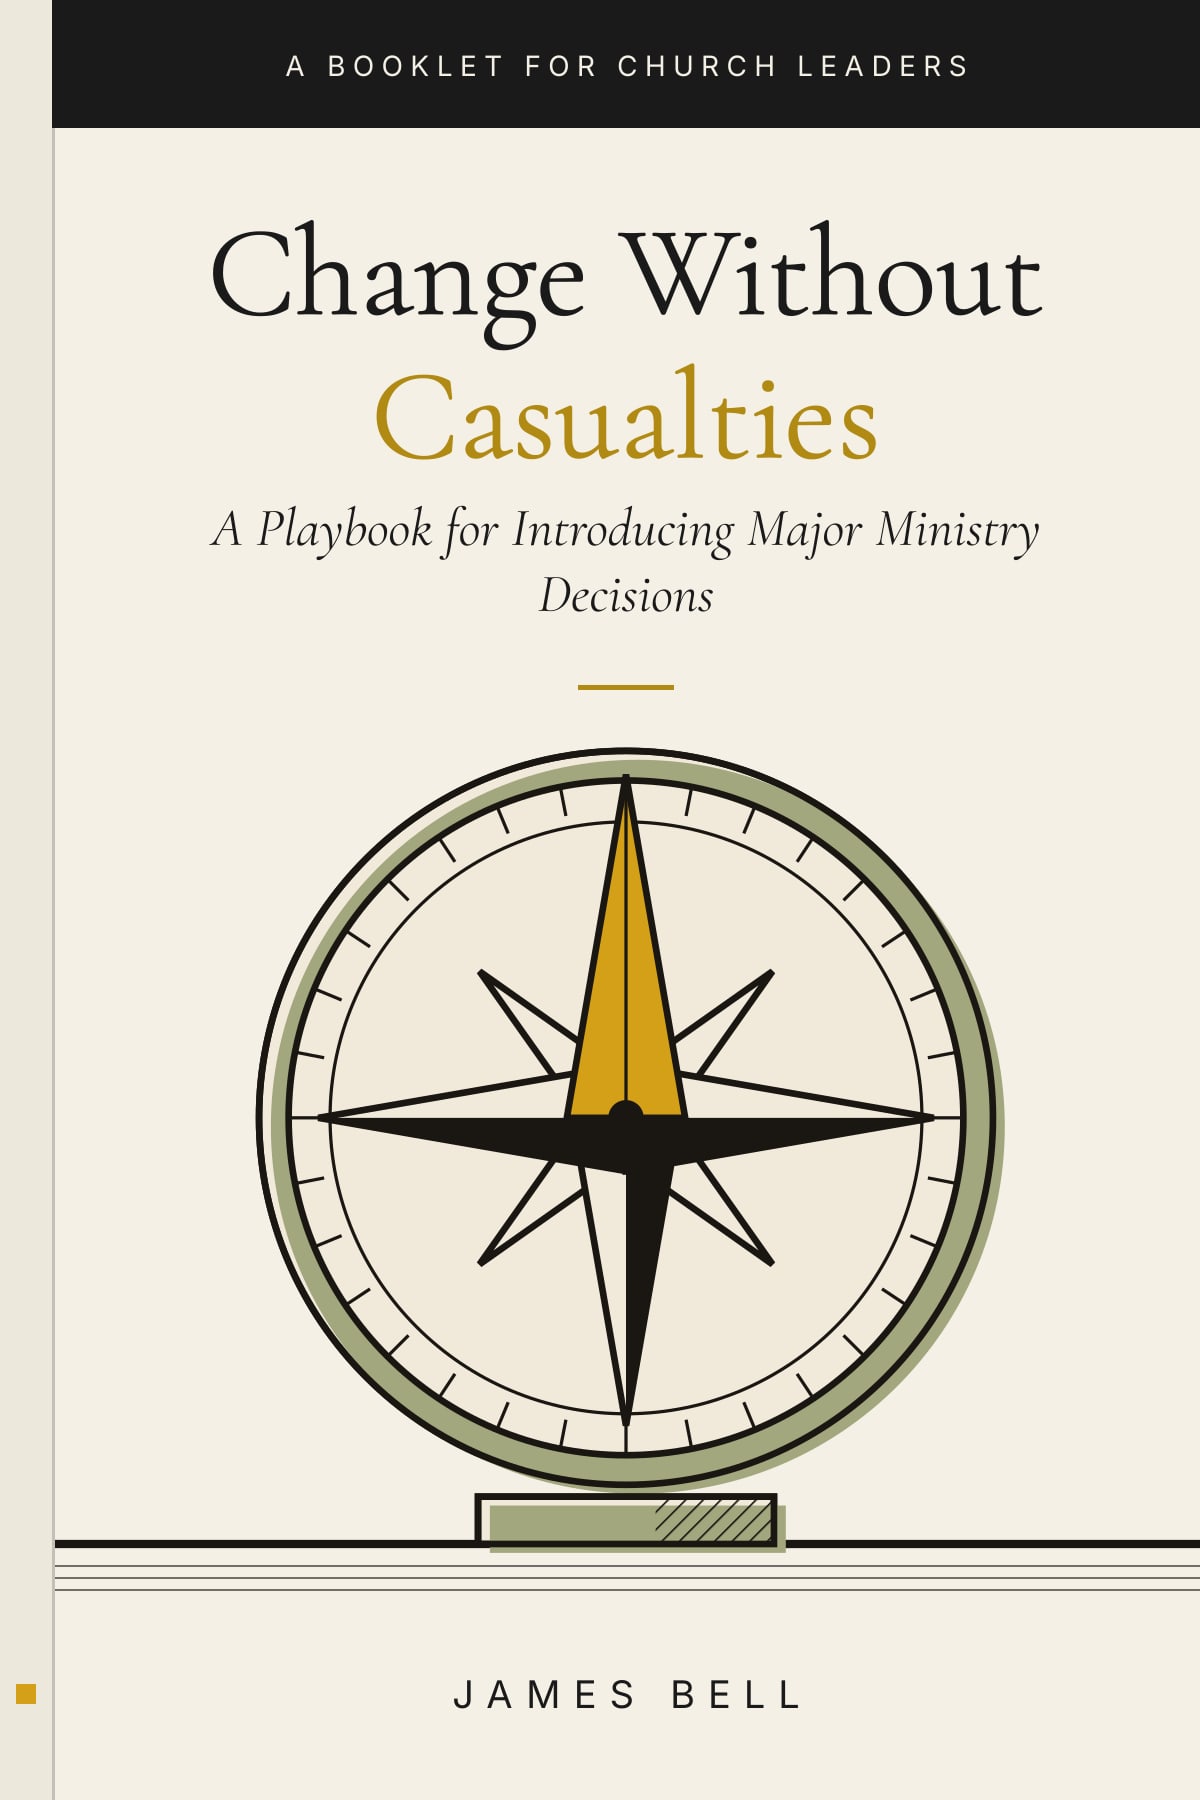 A BOOKLET FOR CHURCH LEADERS
Change Without
Casualties
A Playbook for Introducing Major Ministry
Decisions
JAMES BELL